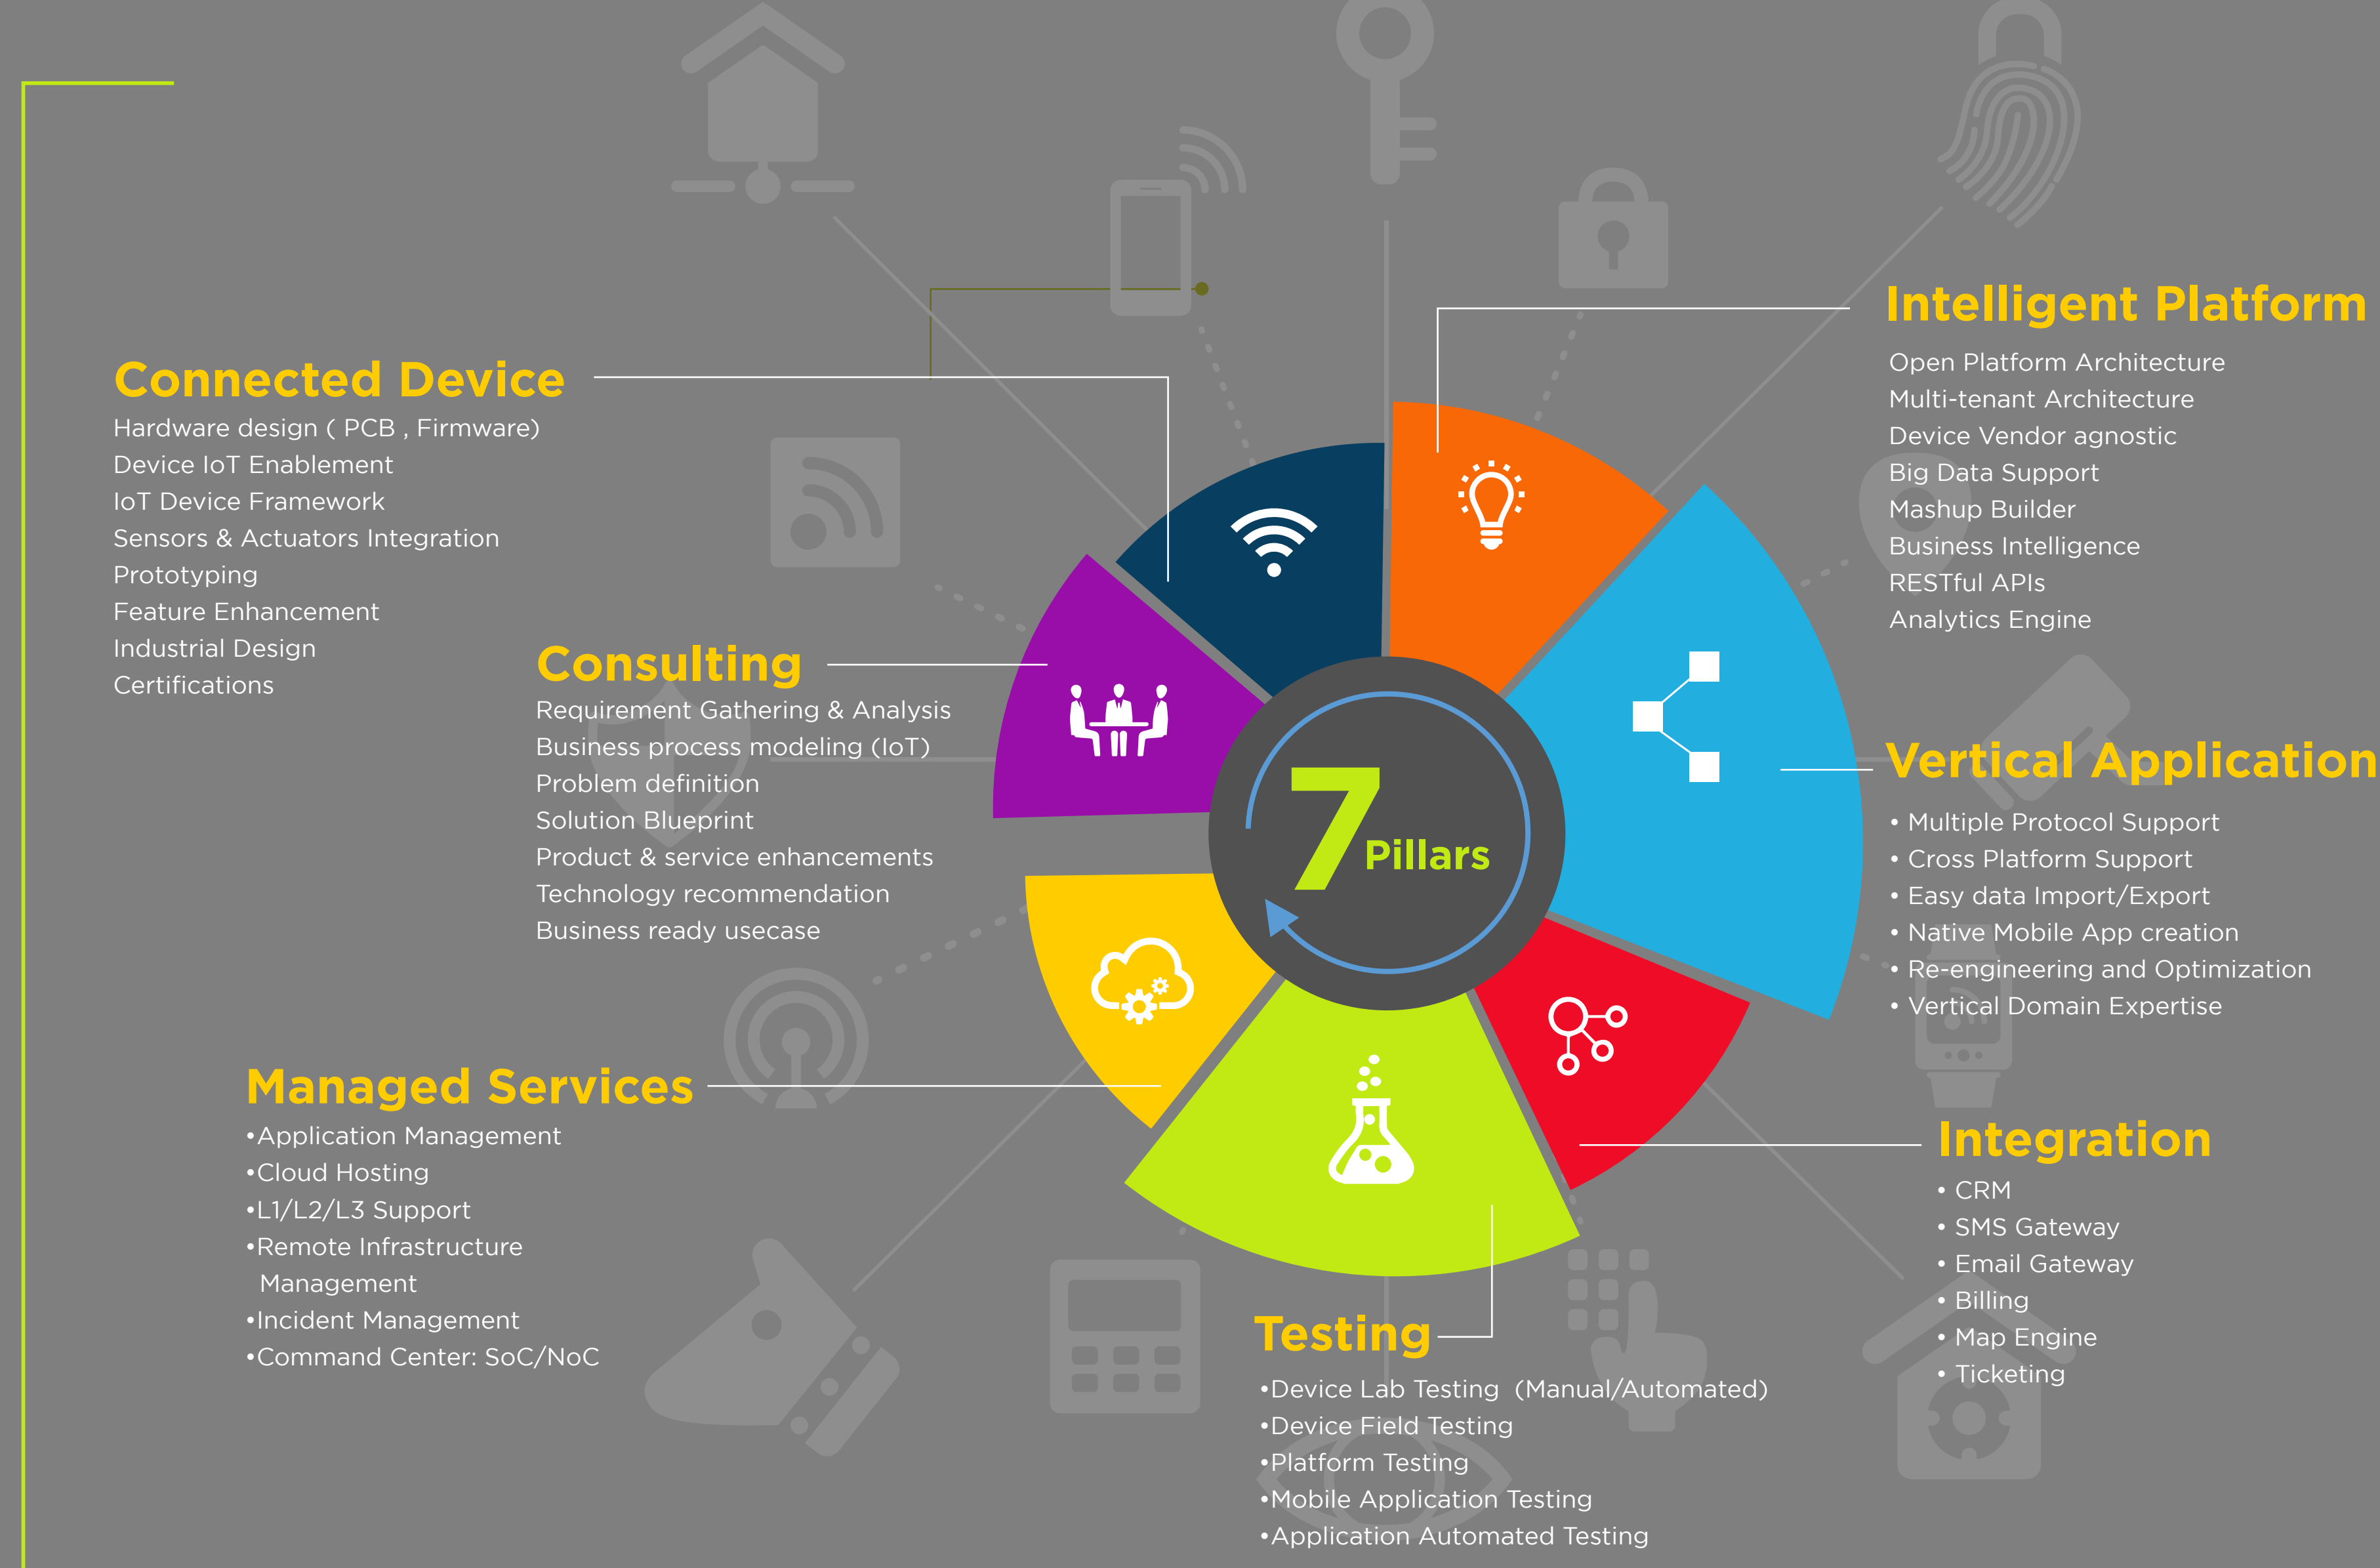 Intelligent Platform
Open Platform Architecture
Multi-tenant Architecture
Device Vendor agnostic
Big Data Support
Mashup Builder
Business Intelligence
RESTful APIs
Analytics Engine
Connected Device
Hardware design ( PCB , Firmware)
Device IoT Enablement
IoT Device Framework
Sensors & Actuators Integration
Prototyping
Feature Enhancement
Industrial Design
Certifications
Consulting
Requirement Gathering & Analysis
Business process modeling (IoT)
Problem definition
Solution Blueprint
Product & service enhancements
Technology recommendation
Business ready usecase
7 Pillars
Vertical Application
• Multiple Protocol Support
• Cross Platform Support
• Easy data Import/Export
• Native Mobile App creation
• Re-engineering and Optimization
• Vertical Domain Expertise
Managed Services
•Application Management
•Cloud Hosting
•L1/L2/L3 Support
•Remote Infrastructure
Management
•Incident Management
•Command Center: SoC/NoC
Integration
• CRM
• SMS Gateway
• Email Gateway
• Billing
• Map Engine
• Ticketing
Testing
•Device Lab Testing (Manual/Automated)
•Device Field Testing
•Platform Testing
•Mobile Application Testing
•Application Automated Testing